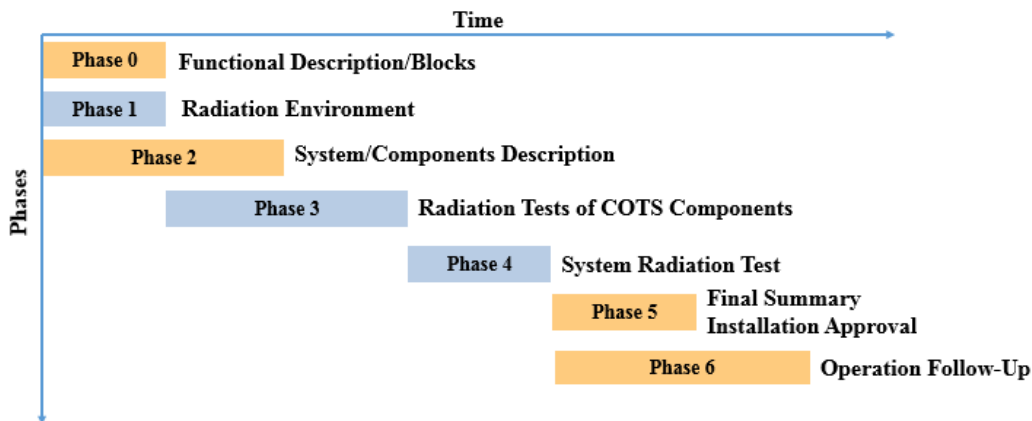 Time
Phases
Phase 0
Functional Description/Blocks
Phase 1
Radiation Environment
Phase 2
System/Components Description
Phase 3
Radiation Tests of COTS Components
Phase 4
System Radiation Test
Phase 5
Final Summary
Installation Approval
Phase 6
Operation Follow-Up